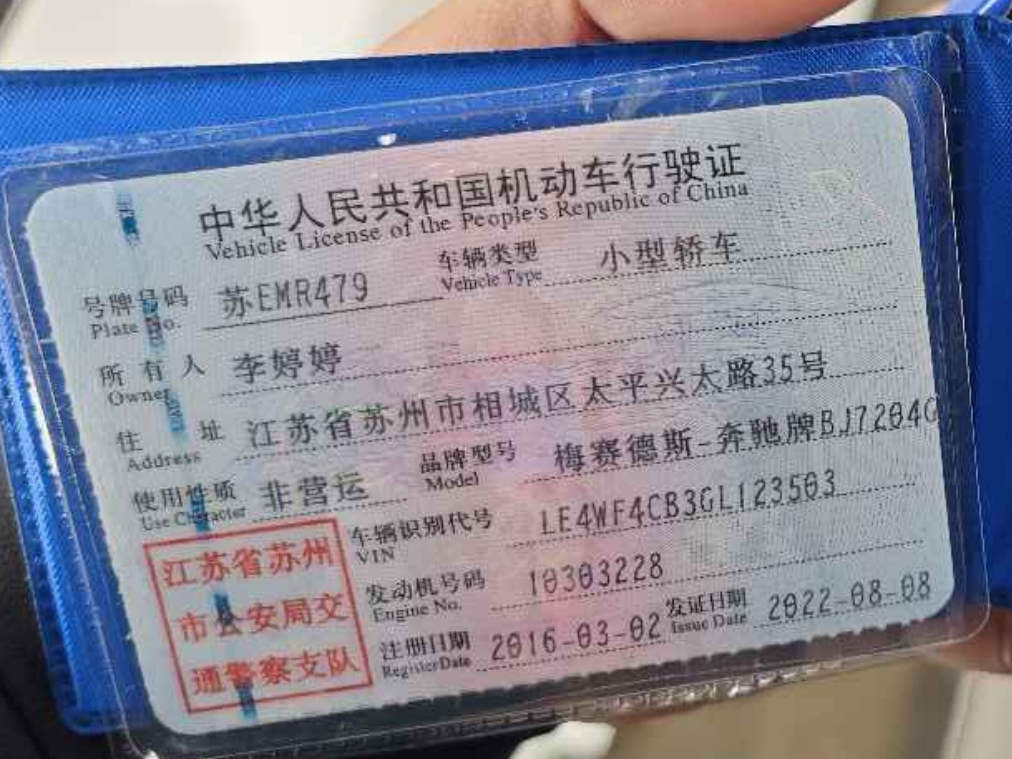 中华人民共和国机动车行驶证
Vehicle License of the People's Republic of China
号牌号码 苏EMR479 车辆类型 小型轿车
Plate No. Vehicle Type
所有人 李婷婷
Owner
住址 江苏省苏州市相城区太平兴太路35号
Address
使用性质 非营运 品牌型号 梅赛德斯-奔驰牌BJ7204G
Use Character Model
车辆识别代号 LE4WF4CB3GL123503
VIN
发动机号码 10303228
Engine No.
注册日期 2016-03-02 发证日期 2022-08-08
Register Date Issue Date
江苏省苏州
市公安局交
通警察支队